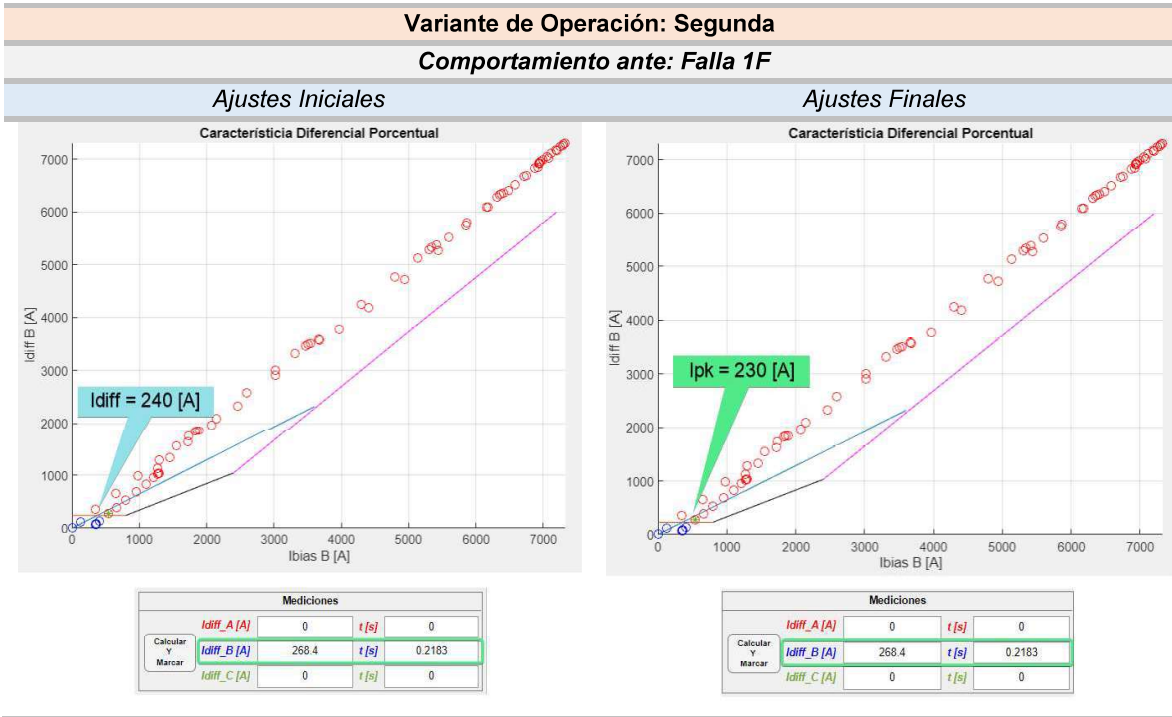 Variante de Operación: Segunda
Comportamiento ante: Falla 1F
Ajustes Iniciales
Ajustes Finales
Característicia Diferencial Porcentual
7000
6000
5000
4000
3000
2000
1000
0
Idiff B [A]
Idiff = 240 [A]
0 1000 2000 3000 4000 5000 6000 7000
Ibias B [A]
Característicia Diferencial Porcentual
7000
6000
5000
4000
3000
2000
1000
0
Idiff B [A]
Ipk = 230 [A]
0 1000 2000 3000 4000 5000 6000 7000
Ibias B [A]
Mediciones
Calcular
Y
Marcar
Idiff_A [A] 0 t [s] 0
Idiff_B [A] 268.4 t [s] 0.2183
Idiff_C [A] 0 t [s] 0
Mediciones
Calcular
Y
Marcar
Idiff_A [A] 0 t [s] 0
Idiff_B [A] 268.4 t [s] 0.2183
Idiff_C [A] 0 t [s] 0